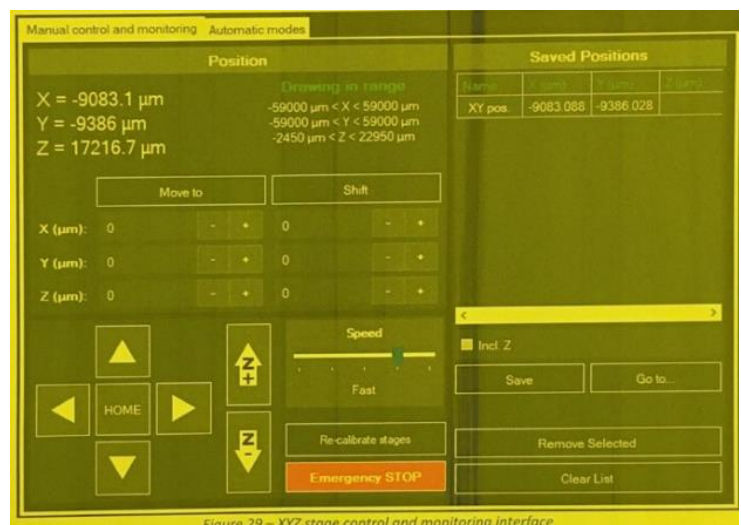 Manual control and monitoring Automatic modes
Position
X = -9083.1 µm
Y = -9386 µm
Z = 17216.7 µm
Drawing in range
-59000 µm < X < 59000 µm
-59000 µm < Y < 59000 µm
-2450 µm < Z < 22950 µm
Move to Shift
X (µm): 0 - + 0 - +
Y (µm): 0 - + 0 - +
Z (µm): 0 - + 0 - +
HOME
Z+
Z-
Speed
Fast
Re-calibrate stages
Emergency STOP
Saved Positions
Name X (µm) Y (µm) Z (µm)
XY pos. -9083.088 -9386.028
< >
Incl. Z
Save Go to...
Remove Selected
Clear List
Figure 29 – XYZ stage control and monitoring interface